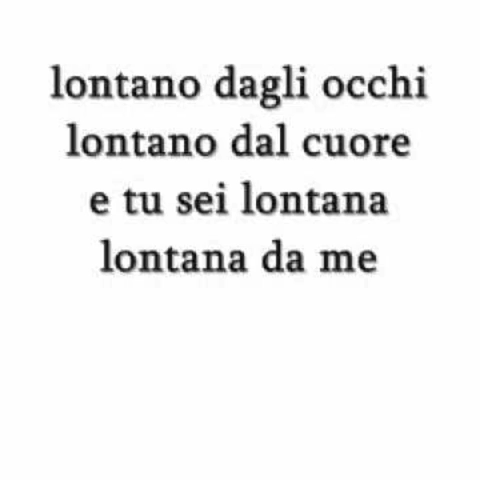 lontano dagli occhi
lontano dal cuore
e tu sei lontana
lontana da me